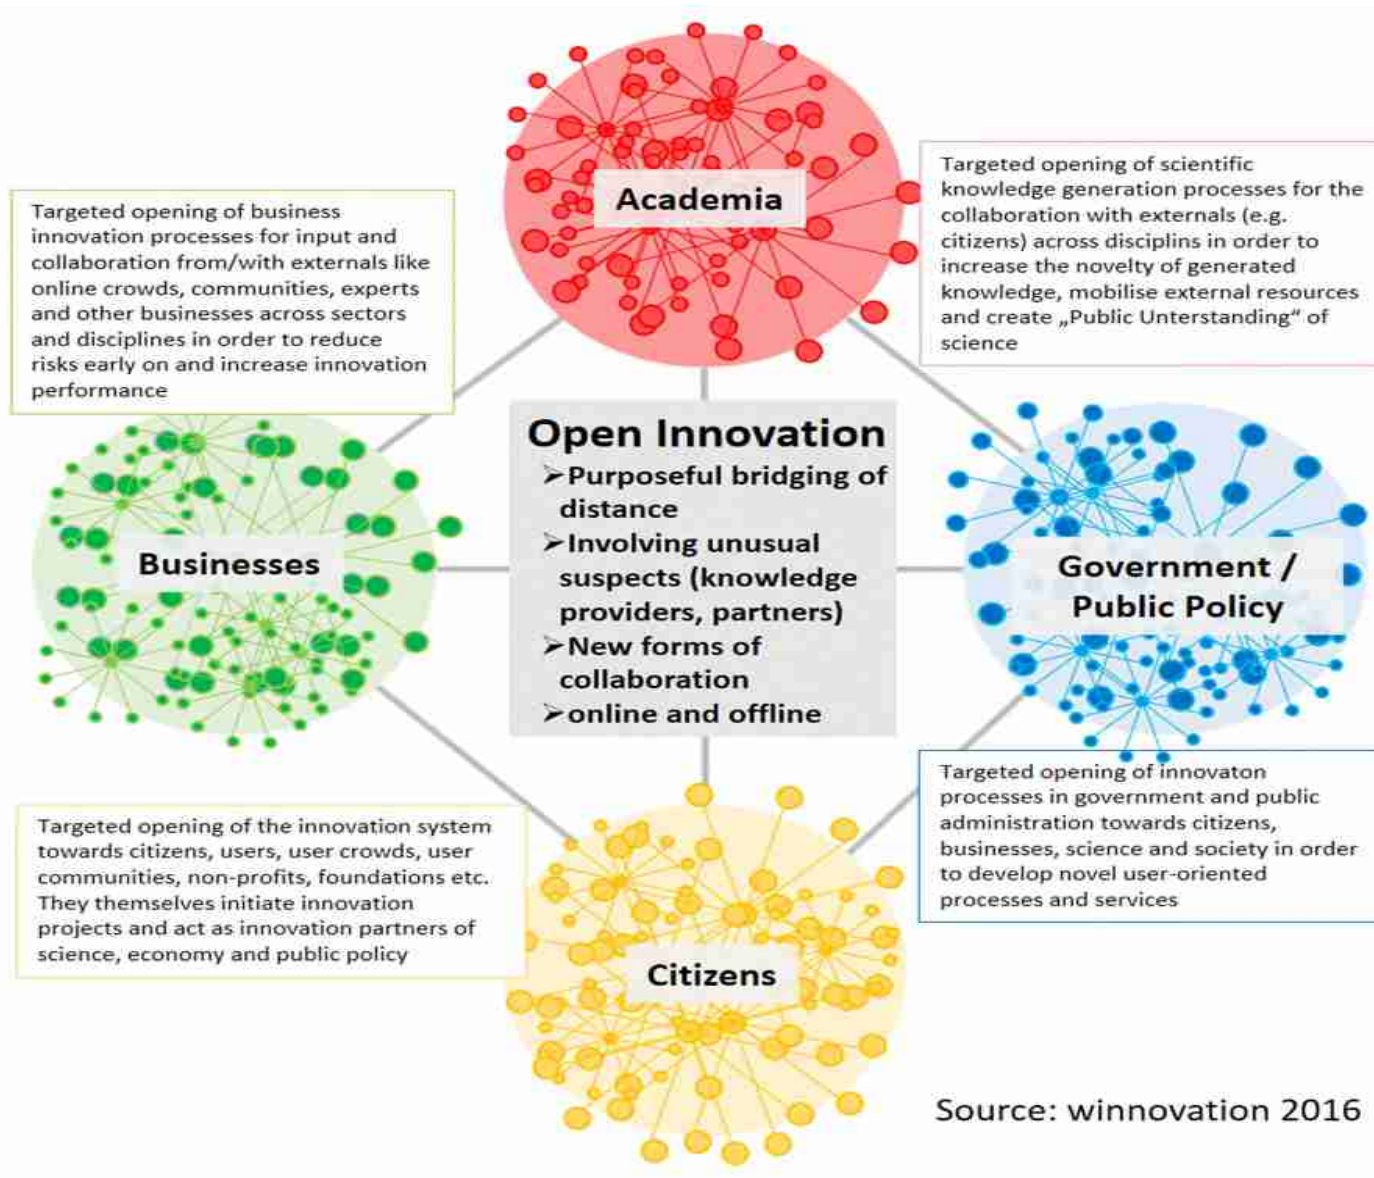 Academia
Targeted opening of scientific
knowledge generation processes for the
collaboration with externals (e.g.
citizens) across disciplins in order to
increase the novelty of generated
knowledge, mobilise external resources
and create „Public Unterstanding“ of
science
Targeted opening of business
innovation processes for input and
collaboration from/with externals like
online crowds, communities, experts
and other businesses across sectors
and disciplines in order to reduce
risks early on and increase innovation
performance
Open Innovation
➢Purposeful bridging of
distance
➢Involving unusual
suspects (knowledge
providers, partners)
➢New forms of
collaboration
➢online and offline
Businesses
Government /
Public Policy
Targeted opening of innovaton
processes in government and public
administration towards citizens,
businesses, science and society in order
to develop novel user-oriented
processes and services
Targeted opening of the innovation system
towards citizens, users, user crowds, user
communities, non-profits, foundations etc.
They themselves initiate innovation
projects and act as innovation partners of
science, economy and public policy
Citizens
Source: winnovation 2016